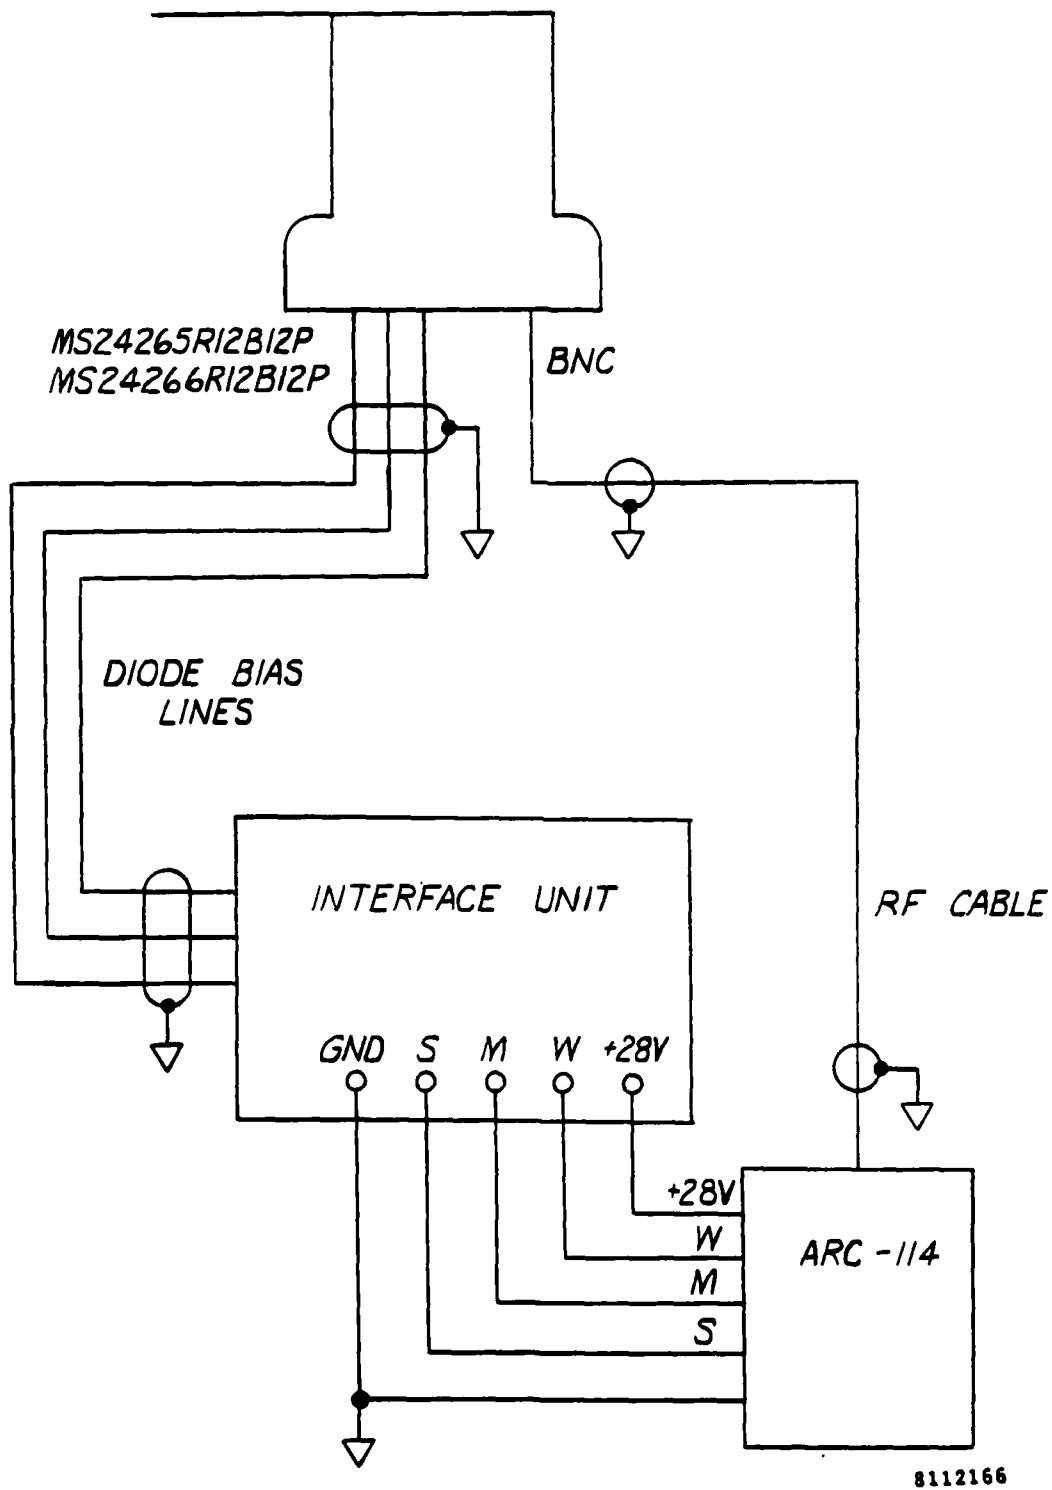 MS24265R12B12P
MS24266R12B12P
BNC
DIODE BIAS
LINES
INTERFACE UNIT
RF CABLE
GND S M W +28V
+28V
W
ARC-114
M
S
8112166